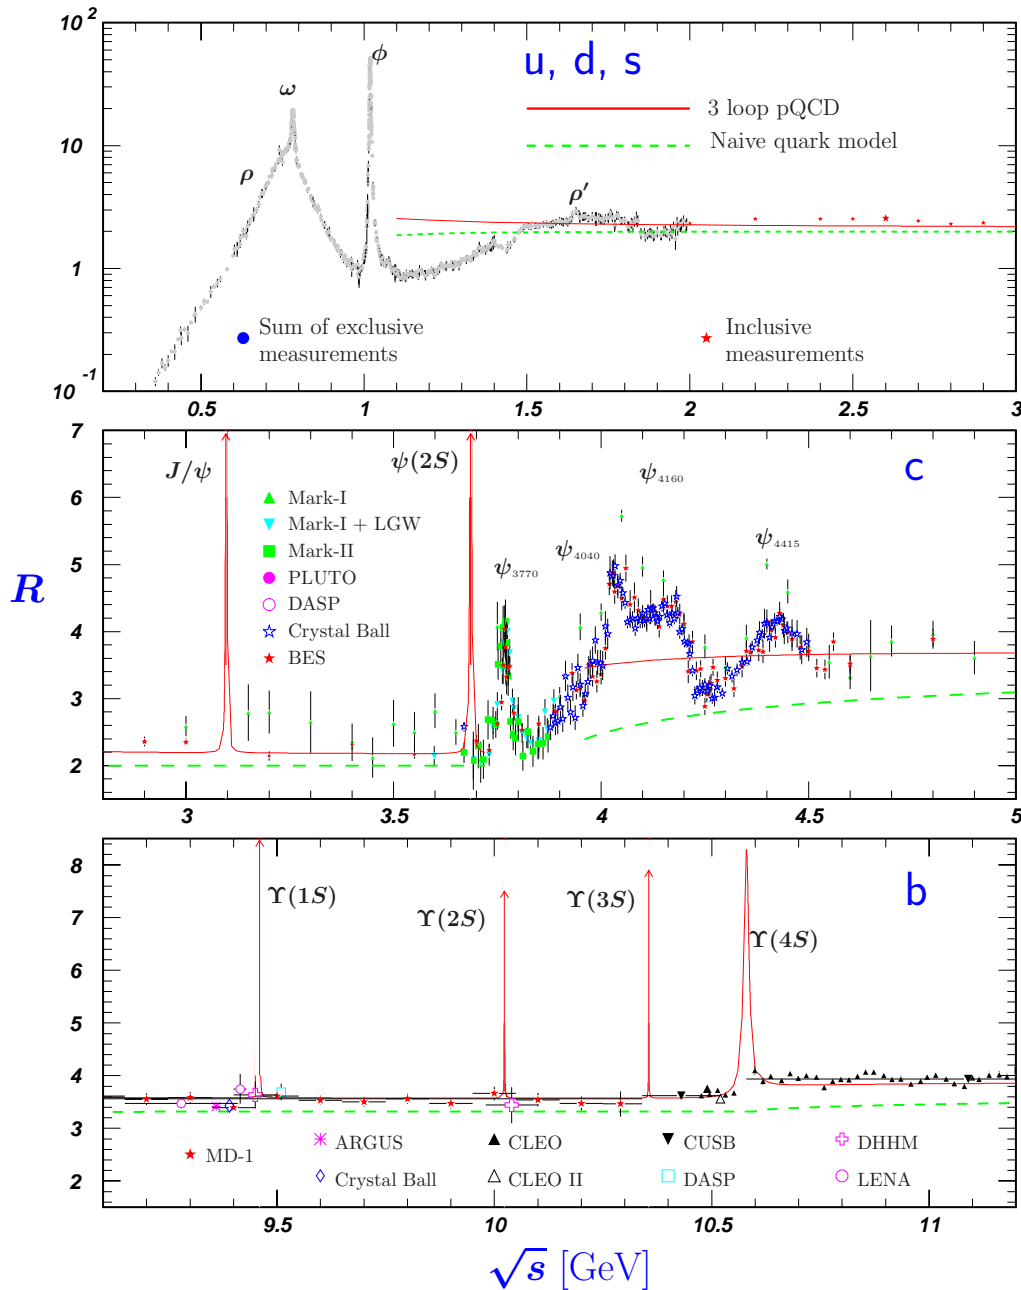 10²
10
1
10⁻¹
ρ
ω
ϕ
u, d, s
3 loop pQCD
Naive quark model
ρ′
Sum of exclusive
measurements
Inclusive
measurements
0.5 1 1.5 2 2.5 3
R
7
6
5
4
3
2
J/ψ
ψ(2S)
c
Mark-I
Mark-I + LGW
Mark-II
PLUTO
DASP
Crystal Ball
BES
ψ₃₇₇₀
ψ₄₀₄₀
ψ₄₁₆₀
ψ₄₄₁₅
3 3.5 4 4.5 5
8
7
6
5
4
3
2
Υ(1S)
Υ(2S)
Υ(3S)
Υ(4S)
b
MD-1
ARGUS
CLEO
CUSB
DHHM
Crystal Ball
CLEO II
DASP
LENA
9.5 10 10.5 11
√s [GeV]